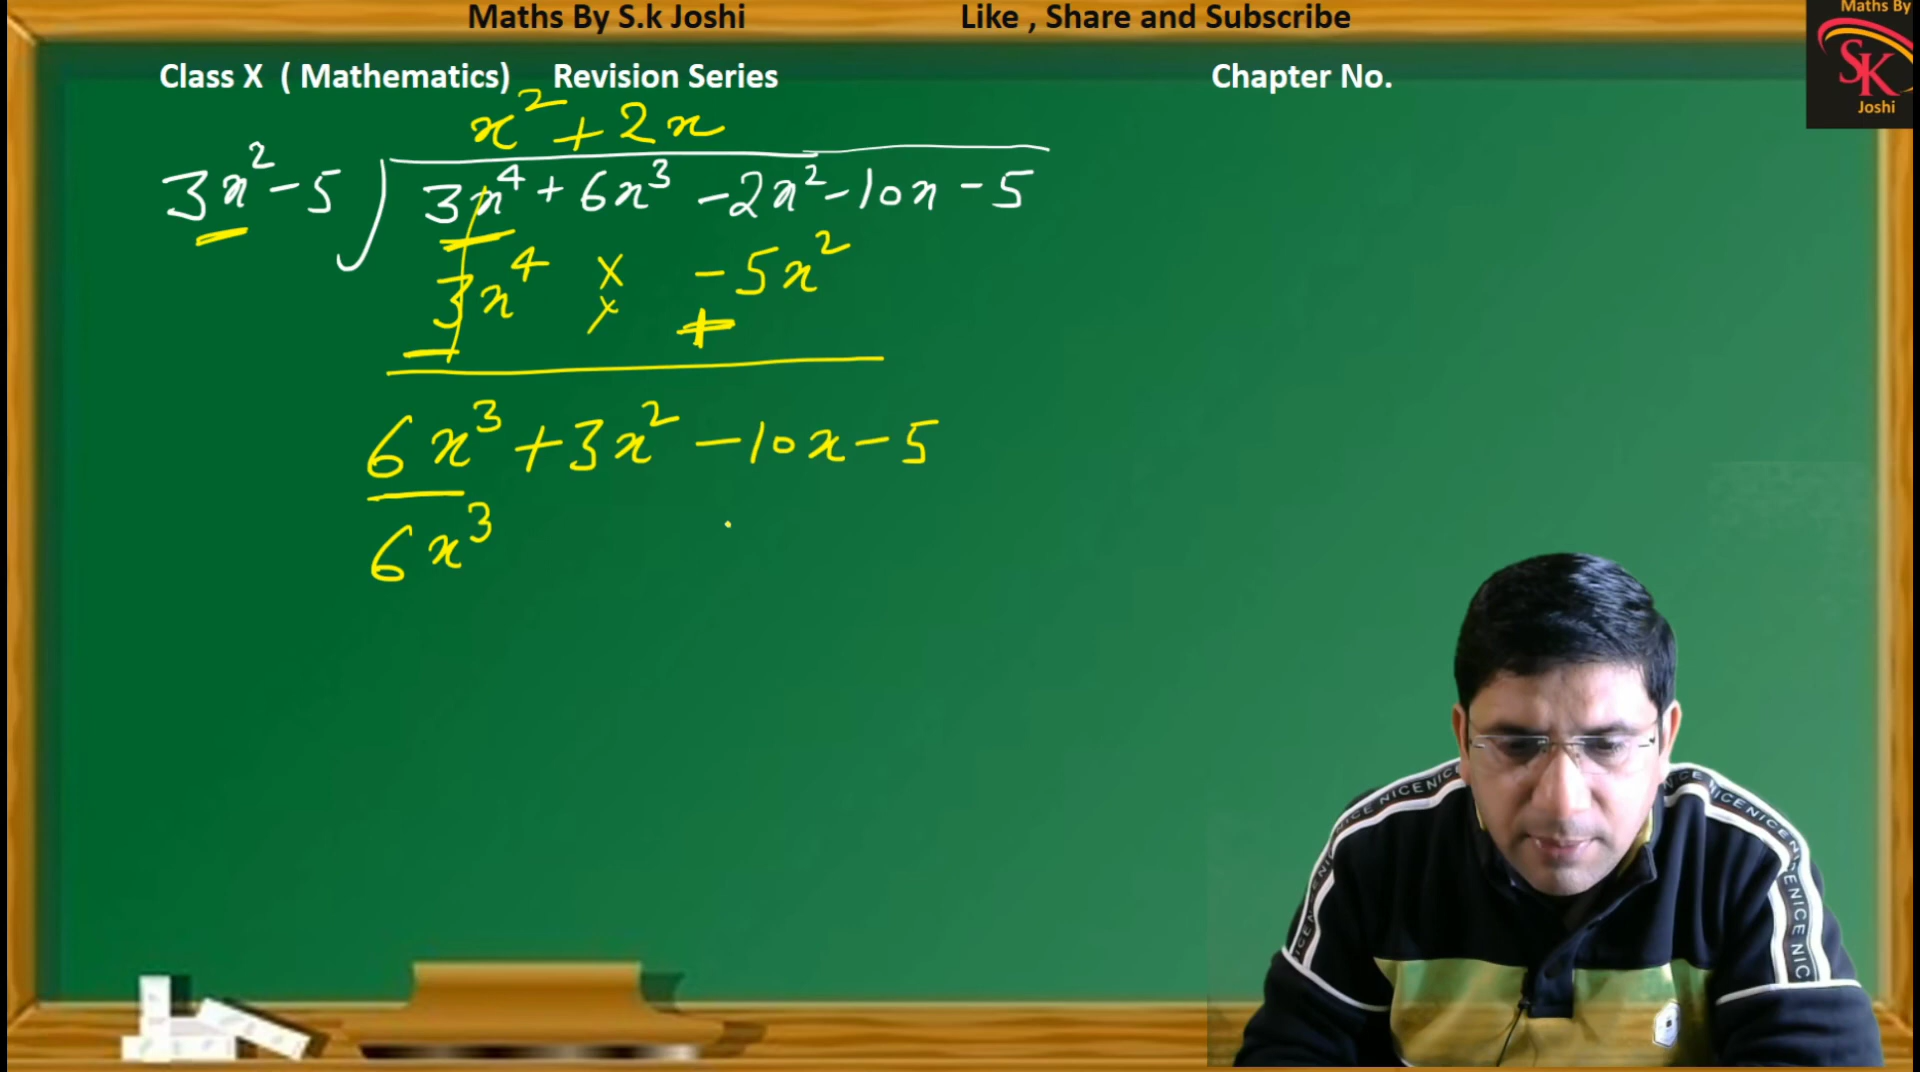 Maths By S.k Joshi Like , Share and Subscribe
Maths By
SK
Joshi
Class X ( Mathematics) Revision Series Chapter No.
x² + 2x
3x² - 5 ) 3x⁴ + 6x³ - 2x² - 10x - 5
3x⁴ x - 5x²
- x +
6x³ + 3x² - 10x - 5
6x³